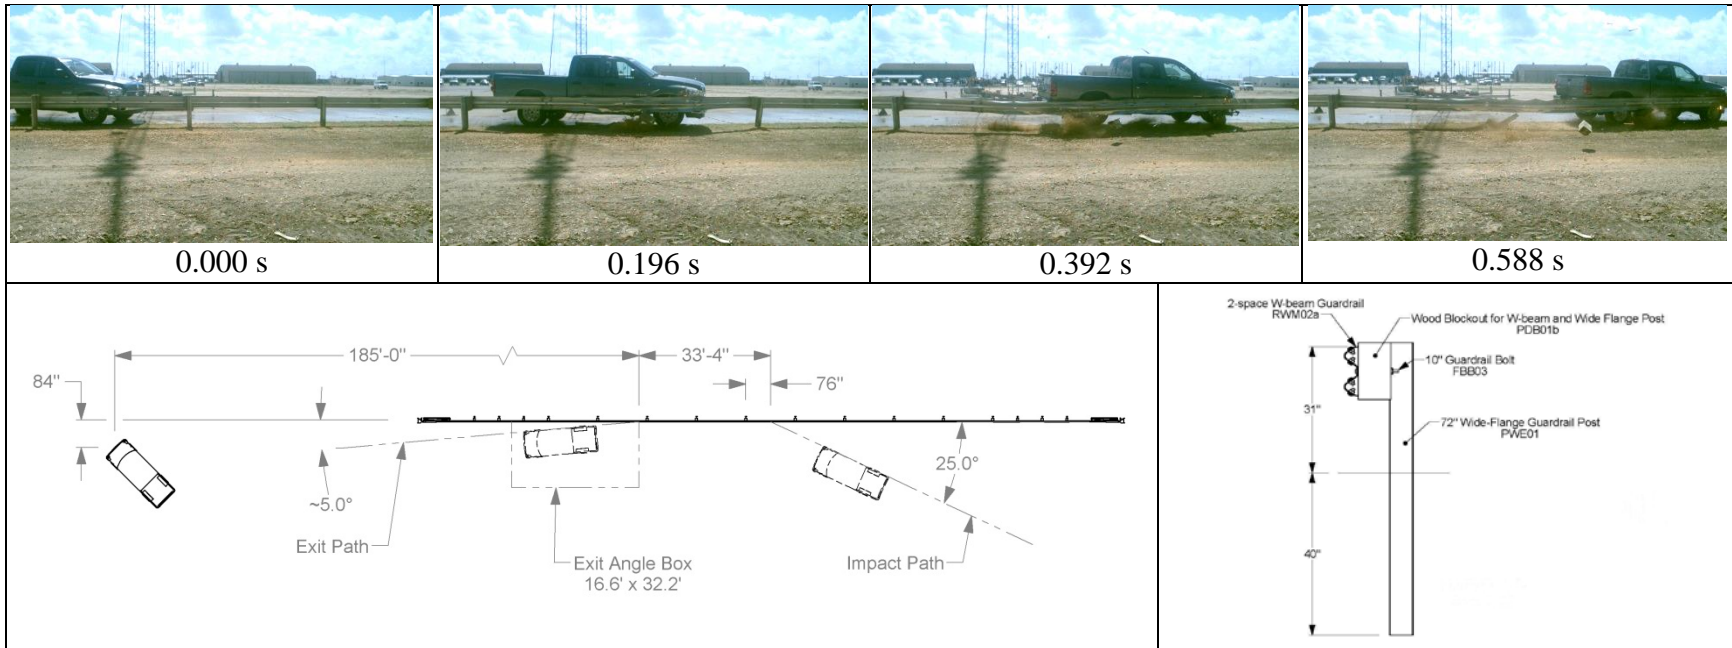 0.000 s
0.196 s
0.392 s
0.588 s
185'-0"
33'-4"
84"
76"
25.0°
~5.0°
Exit Path
Exit Angle Box
16.6' x 32.2'
Impact Path
2-space W-beam Guardrail
RWM02a
Wood Blockout for W-beam and Wide Flange Post
PDB01b
10" Guardrail Bolt
FBB03
31"
72" Wide-Flange Guardrail Post
PWE01
40"